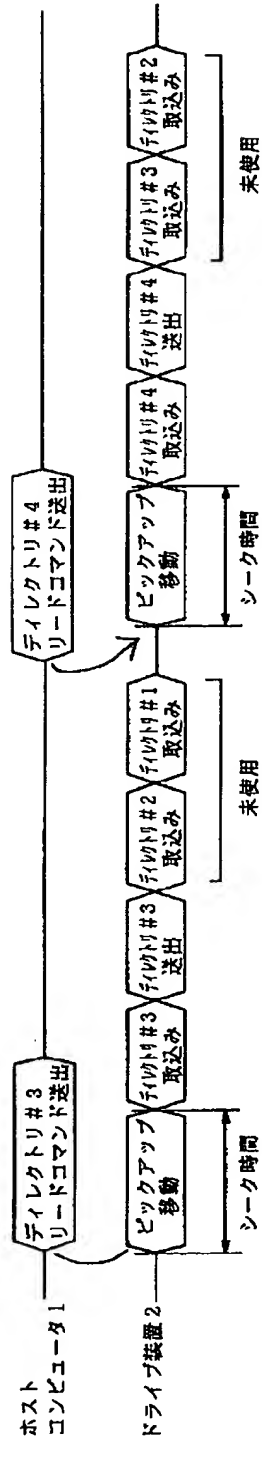 ホスト
コンピュータ1
ディレクトリ#3
リードコマンド送出
ディレクトリ#4
リードコマンド送出
ドライブ装置2
ピックアップ
移動
ディレクトリ#3
取込み
ディレクトリ#3
送出
ディレクトリ#2
取込み
ディレクトリ#1
取込み
ピックアップ
移動
ディレクトリ#4
取込み
ディレクトリ#4
送出
ディレクトリ#3
取込み
ディレクトリ#2
取込み
シーク時間
未使用
シーク時間
未使用